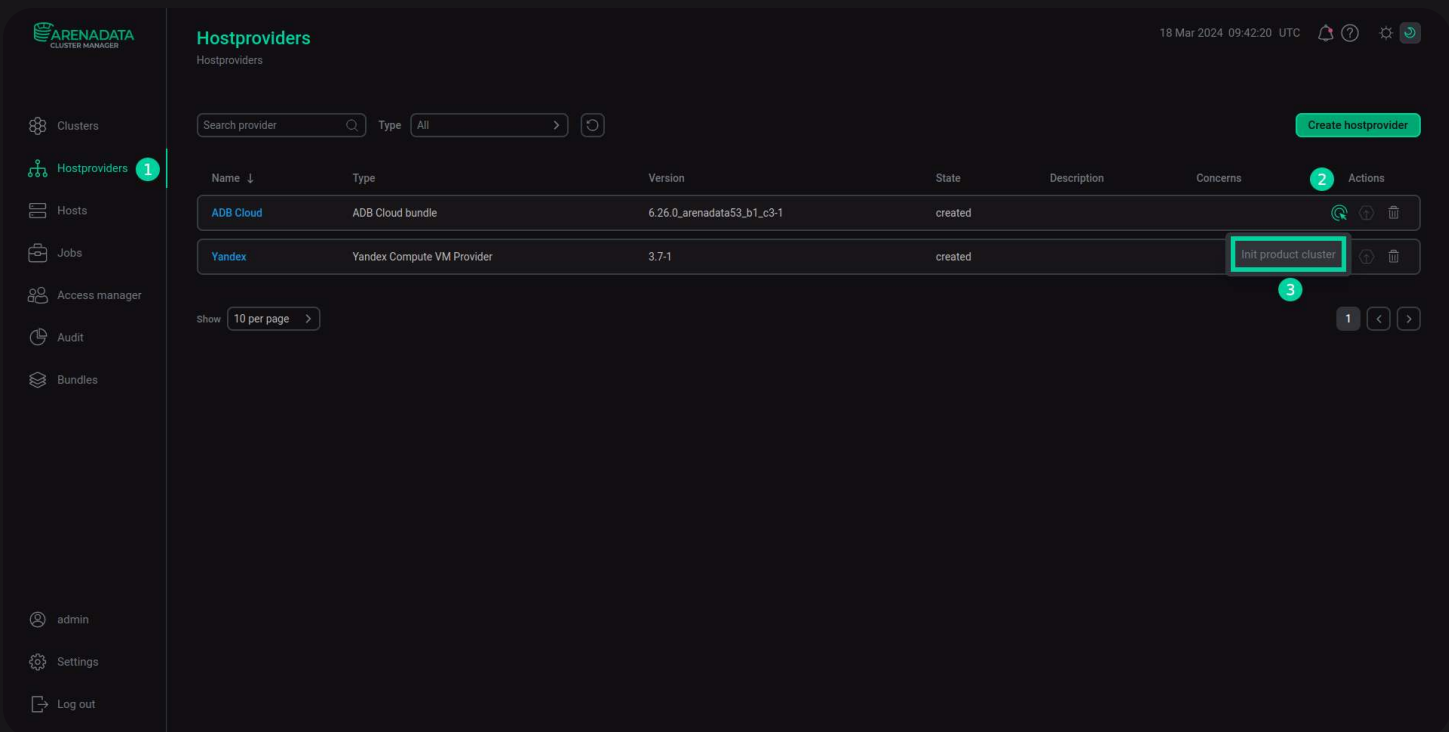 ARENADATA
CLUSTER MANAGER
Hostproviders
Hostproviders
18 Mar 2024 09:42:20 UTC
Clusters
Hostproviders 1
Hosts
Jobs
Access manager
Audit
Bundles
admin
Settings
Log out
Search provider Type All
Create hostprovider
Name Type Version State Description Concerns 2 Actions
ADB Cloud ADB Cloud bundle 6.26.0_arenadata53_b1_c3-1 created
Yandex Yandex Compute VM Provider 3.7-1 created Init product cluster
3
Show 10 per page 1